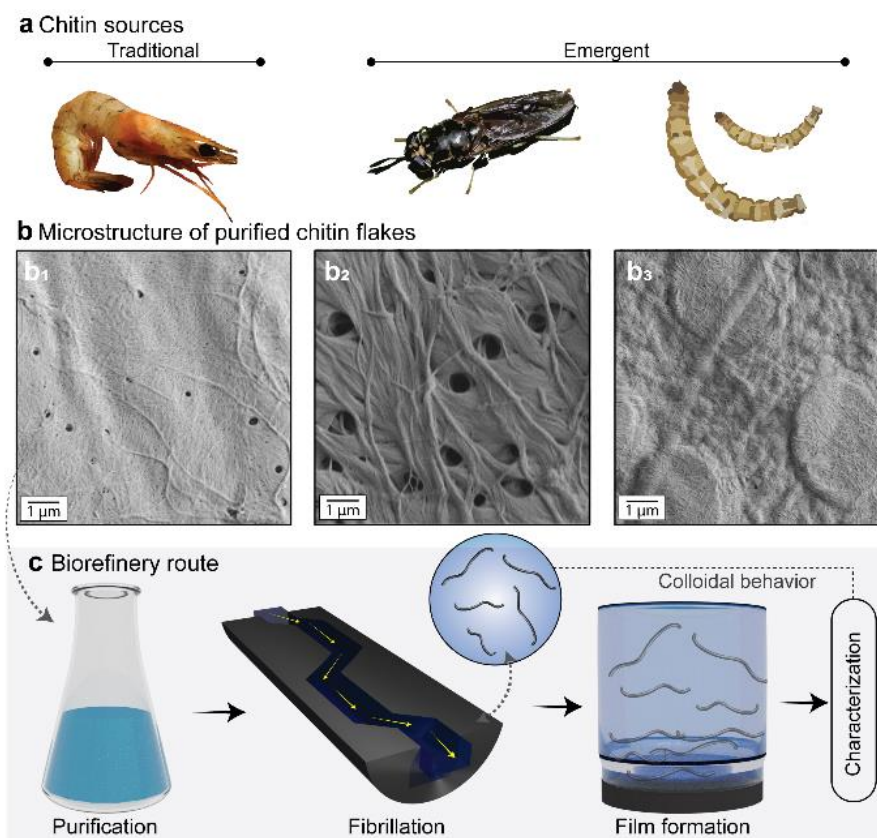 a Chitin sources
Traditional
Emergent
b Microstructure of purified chitin flakes
b₁
b₂
b₃
1 μm
1 μm
1 μm
c Biorefinery route
Colloidal behavior
Characterization
Purification
Fibrillation
Film formation